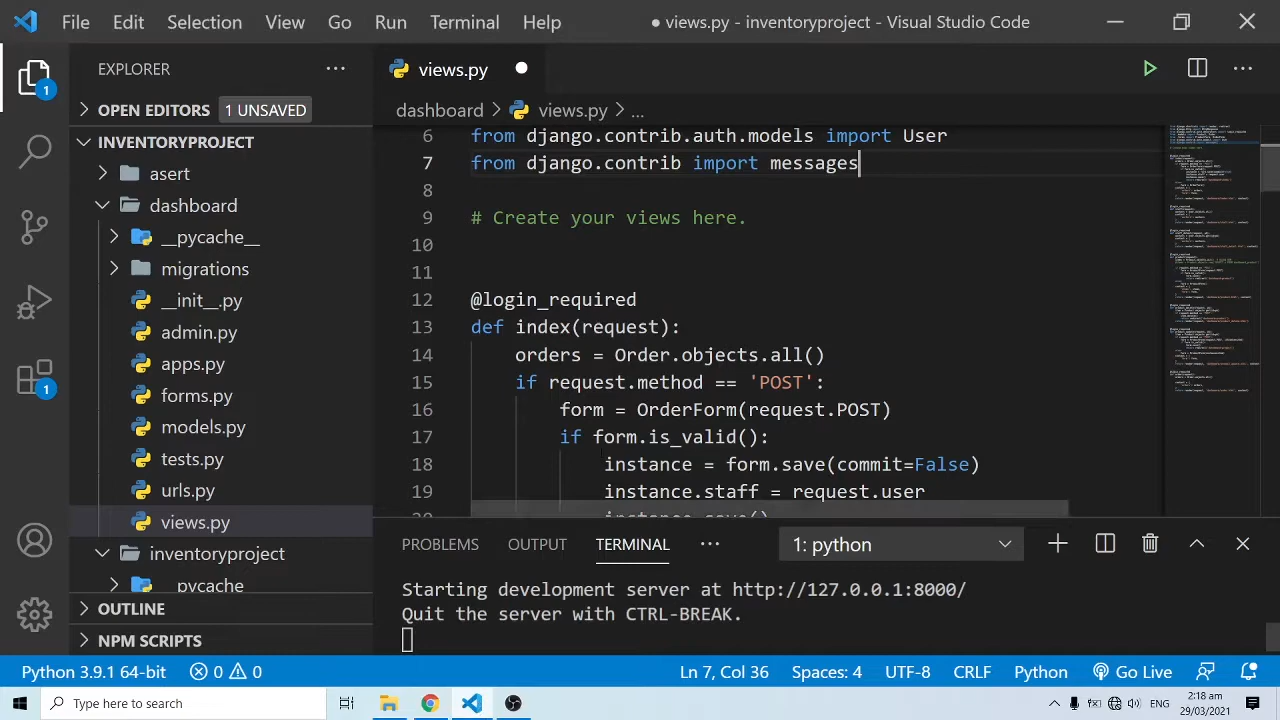 File Edit Selection View Go Run Terminal Help ● views.py - inventoryproject - Visual Studio Code
EXPLORER
OPEN EDITORS 1 UNSAVED
INVENTORYPROJECT
asert
dashboard
__pycache__
migrations
__init__.py
admin.py
apps.py
forms.py
models.py
tests.py
urls.py
views.py
inventoryproject
__pycache__
OUTLINE
NPM SCRIPTS
1
1
views.py
dashboard > views.py > ...
6 from django.contrib.auth.models import User
7 from django.contrib import messages
8
9 # Create your views here.
10
11
12 @login_required
13 def index(request):
14 orders = Order.objects.all()
15 if request.method == 'POST':
16 form = OrderForm(request.POST)
17 if form.is_valid():
18 instance = form.save(commit=False)
19 instance.staff = request.user
20 instance.save()
PROBLEMS OUTPUT TERMINAL ... 1: python
Starting development server at http://127.0.0.1:8000/
Quit the server with CTRL-BREAK.
Python 3.9.1 64-bit 0 0 Ln 7, Col 36 Spaces: 4 UTF-8 CRLF Python Go Live
Type here to search
ENG
2:18 am
29/03/2021